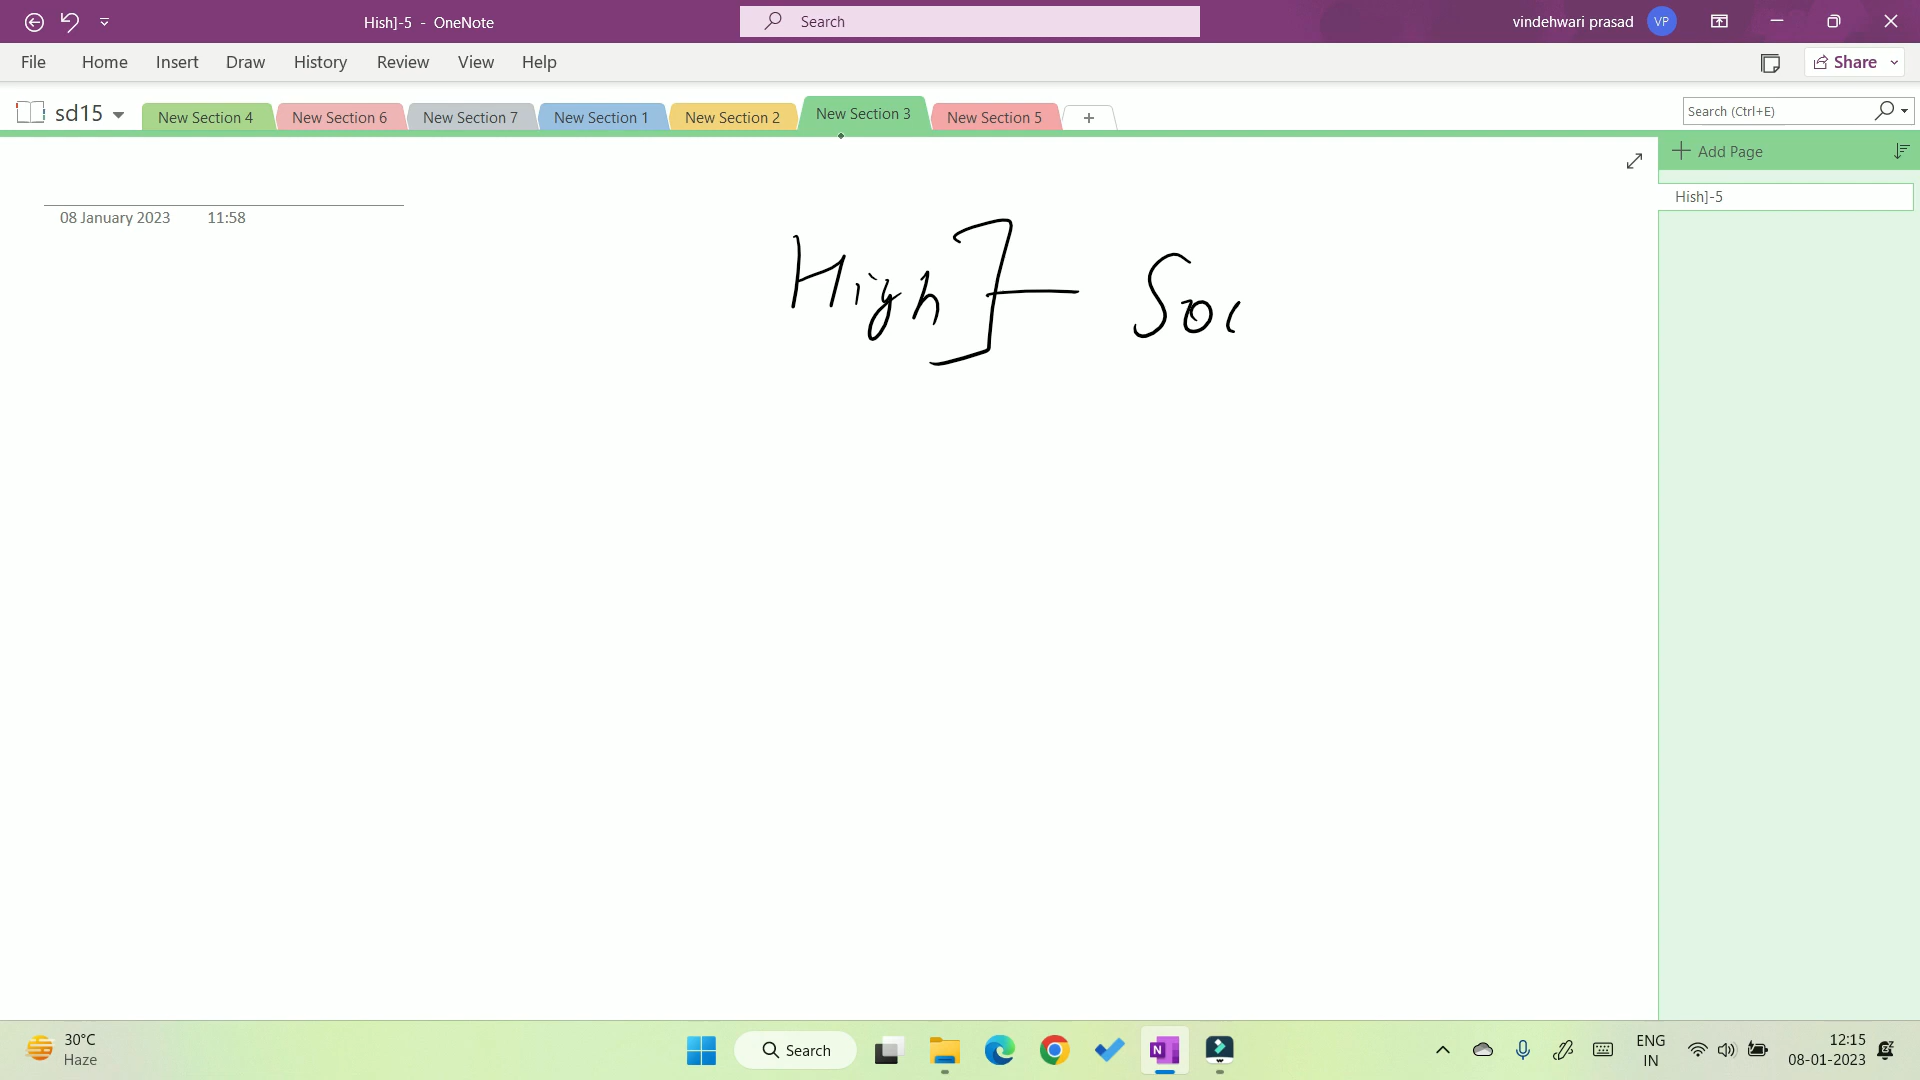 Hish]-5 - OneNote
Search
vindehwari prasad
VP
File Home Insert Draw History Review View Help
Share
sd15
New Section 4 New Section 6 New Section 7 New Section 1 New Section 2 New Section 3 New Section 5 +
Search (Ctrl+E)
Add Page
Hish]-5
08 January 2023 11:58
High] — Soc
30°C
Haze
Search
ENG
IN
12:15
08-01-2023